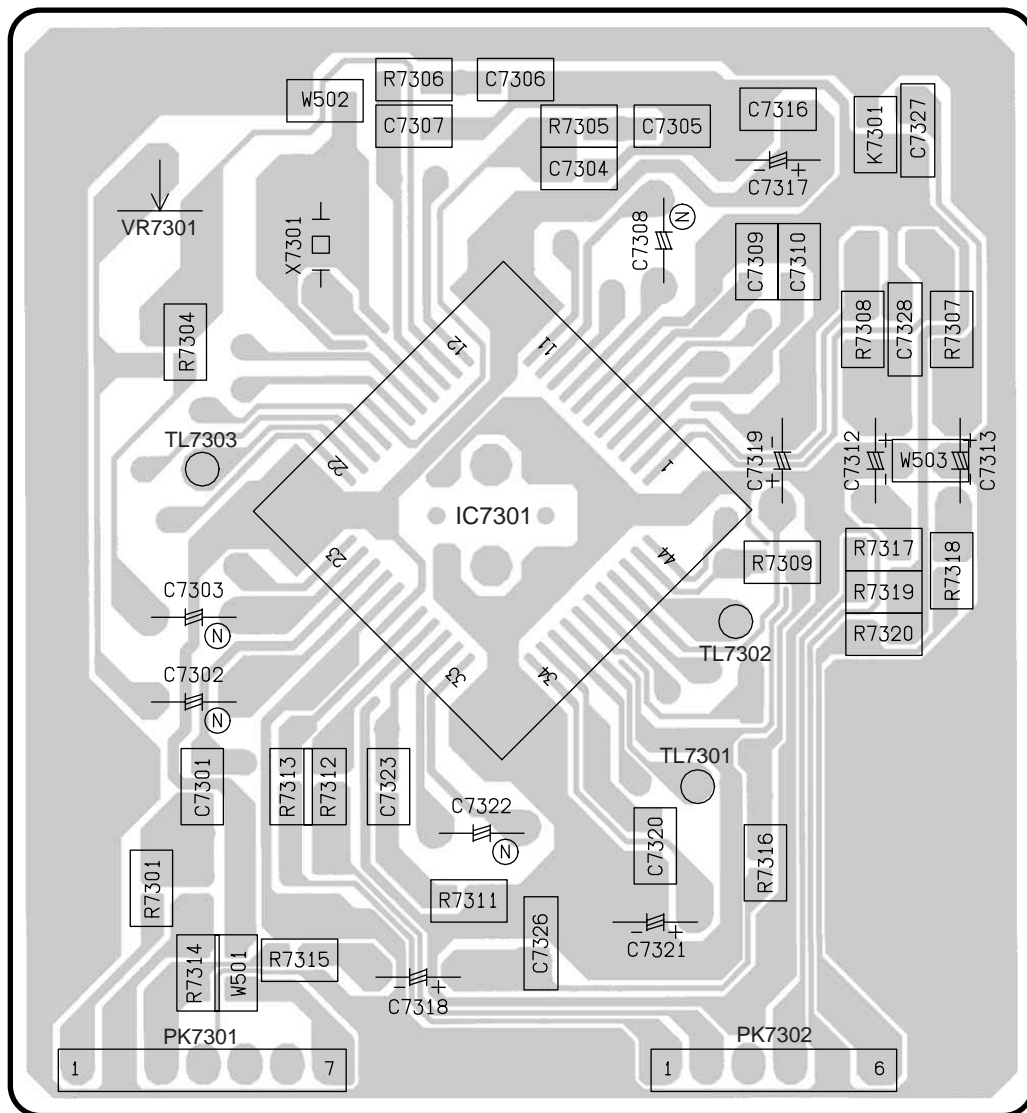 R7306
C7306
W502
C7307
R7305
C7305
C7304
C7316
K7301
C7327
C7317
VR7301
X7301
C7308
N
C7309
C7310
R7304
12
11
R7308
C7328
R7307
TL7303
22
1
C7319
C7312
W503
C7313
IC7301
23
44
R7309
R7317
R7318
R7319
R7320
C7303
N
C7302
N
33
34
TL7302
C7301
R7313
R7312
C7323
TL7301
C7322
N
C7320
R7316
R7301
R7311
C7326
C7321
R7314
W501
R7315
C7318
PK7301
1 7
PK7302
1 6